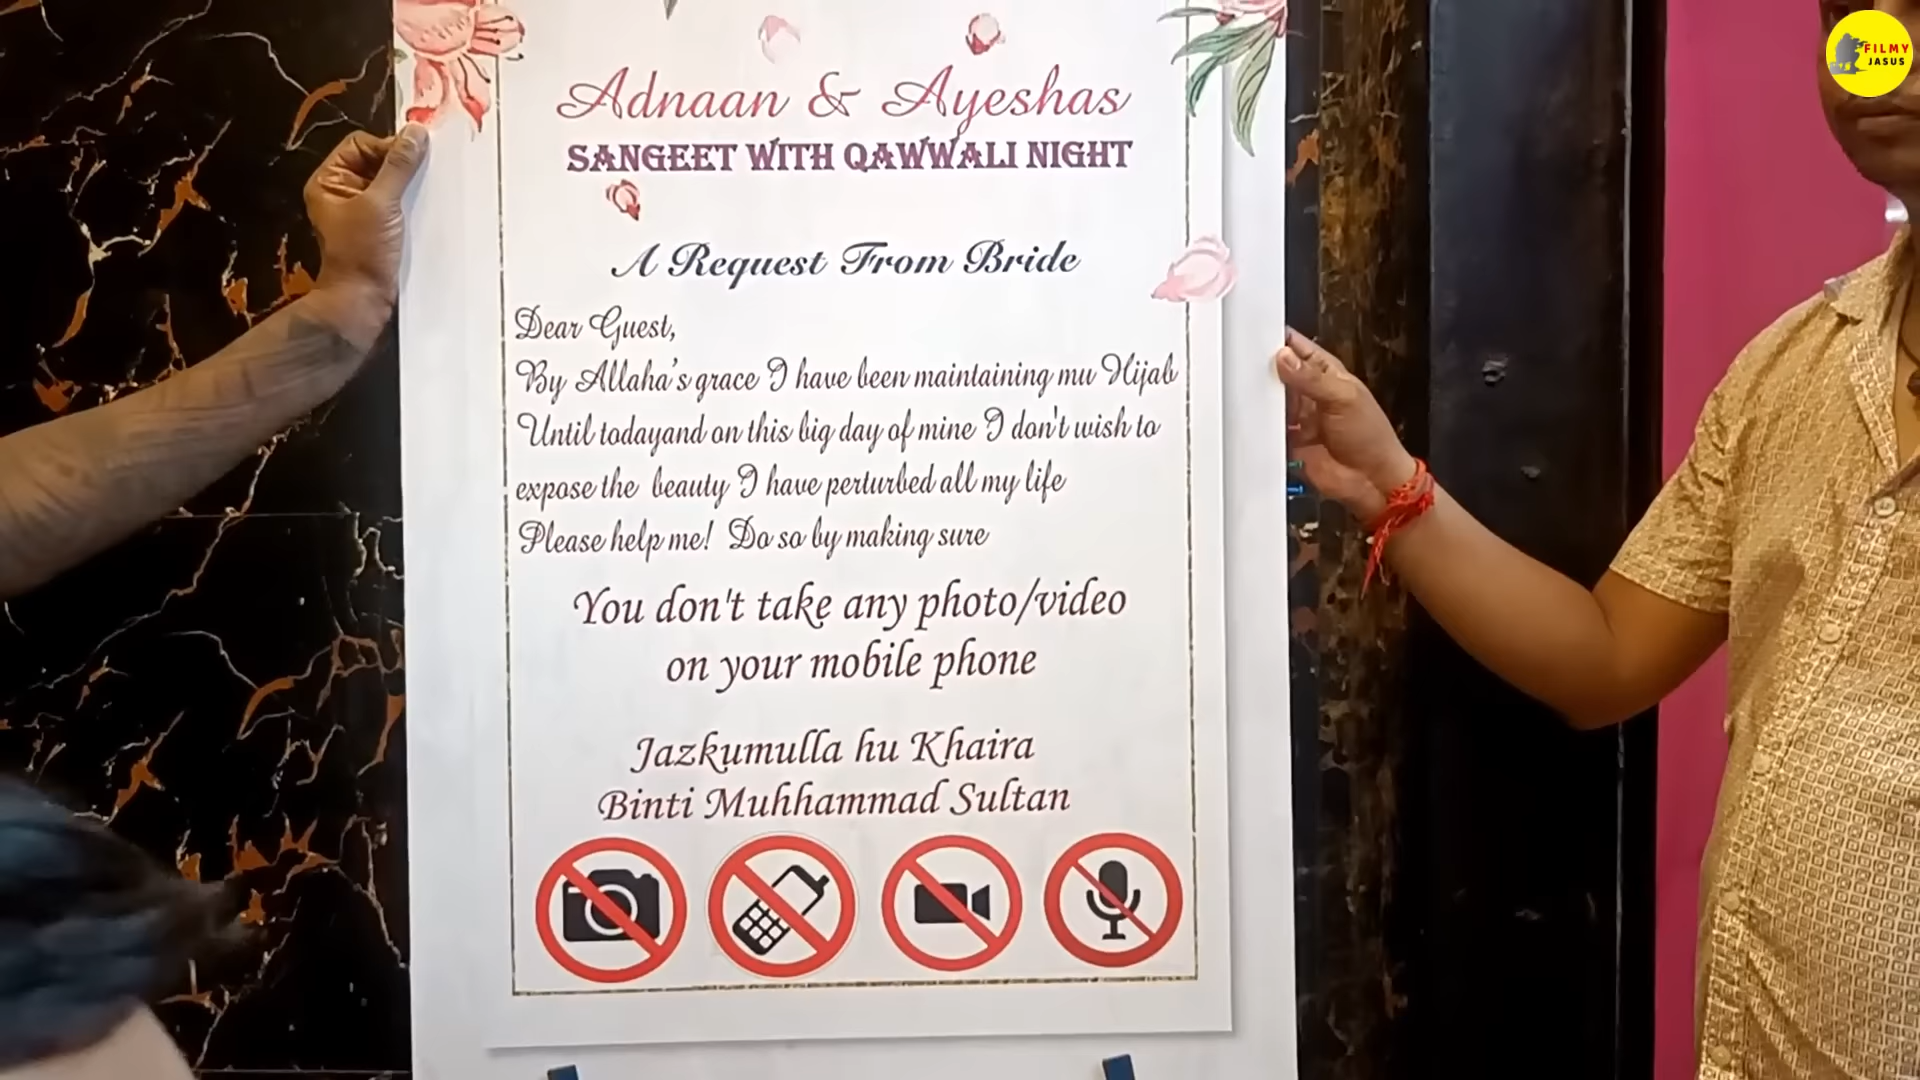 FILMY
JASUS
Adnaan & Ayeshas
SANGEET WITH QAWWALI NIGHT
A Request From Bride
Dear Guest,
By Allaha's grace I have been maintaining mu Hijab
Until todayand on this big day of mine I don't wish to
expose the beauty I have perturbed all my life
Please help me! Do so by making sure
You don't take any photo/video
on your mobile phone
Jazkumulla hu Khaira
Binti Muhhammad Sultan